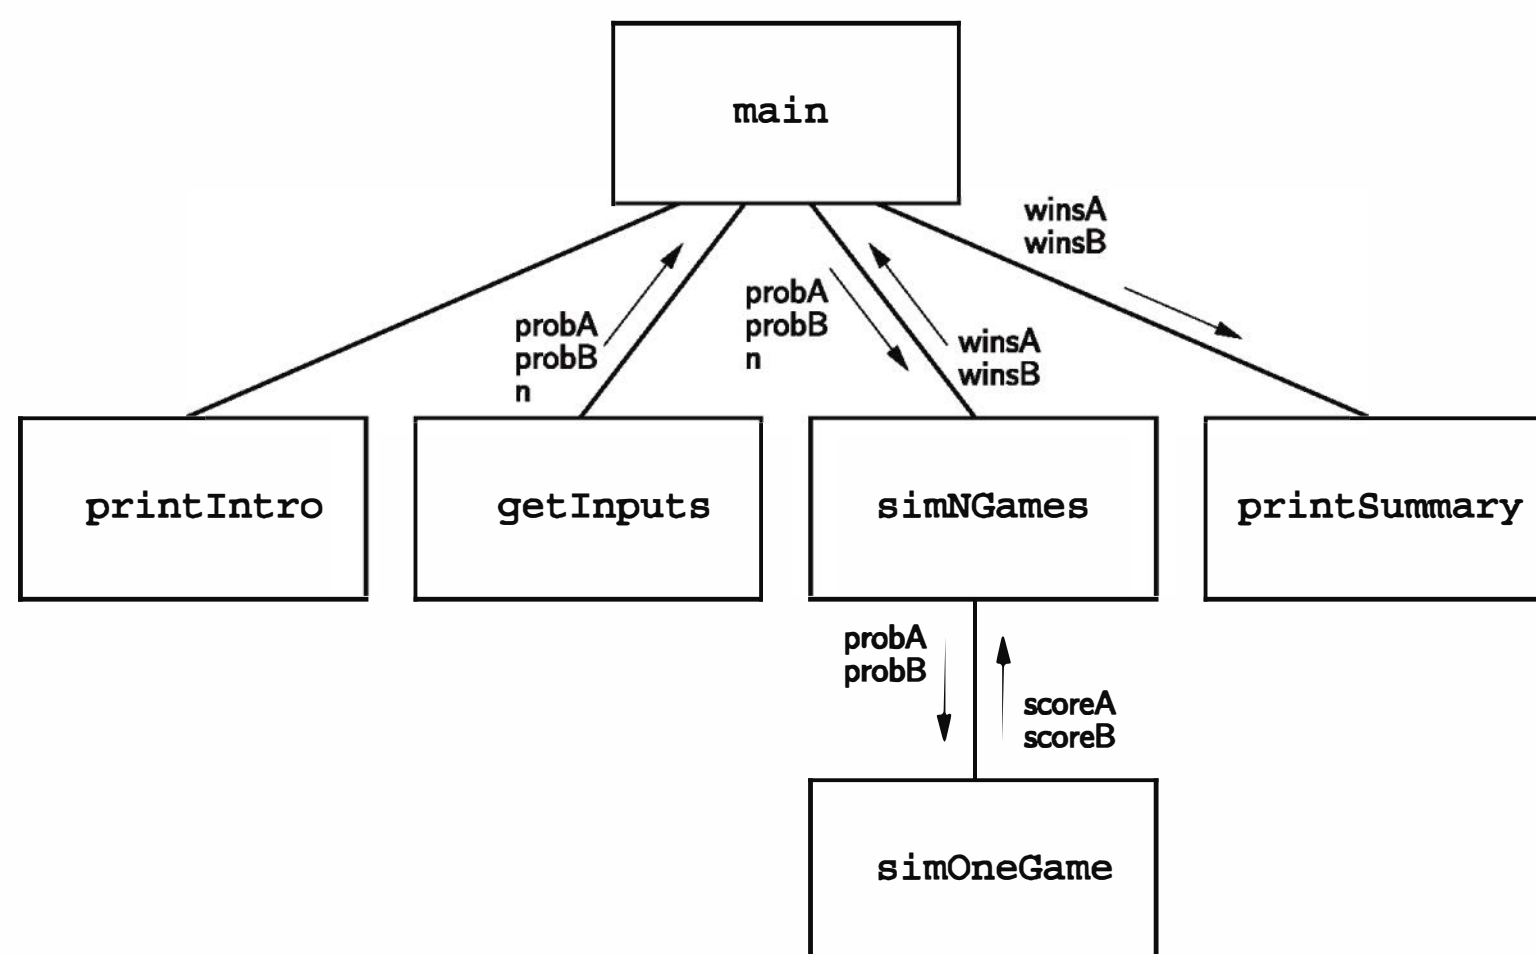 main
winsA
winsB
probA
probB
n
probA
probB
n
winsA
winsB
printIntro
getInputs
simNGames
printSummary
probA
probB
scoreA
scoreB
simOneGame